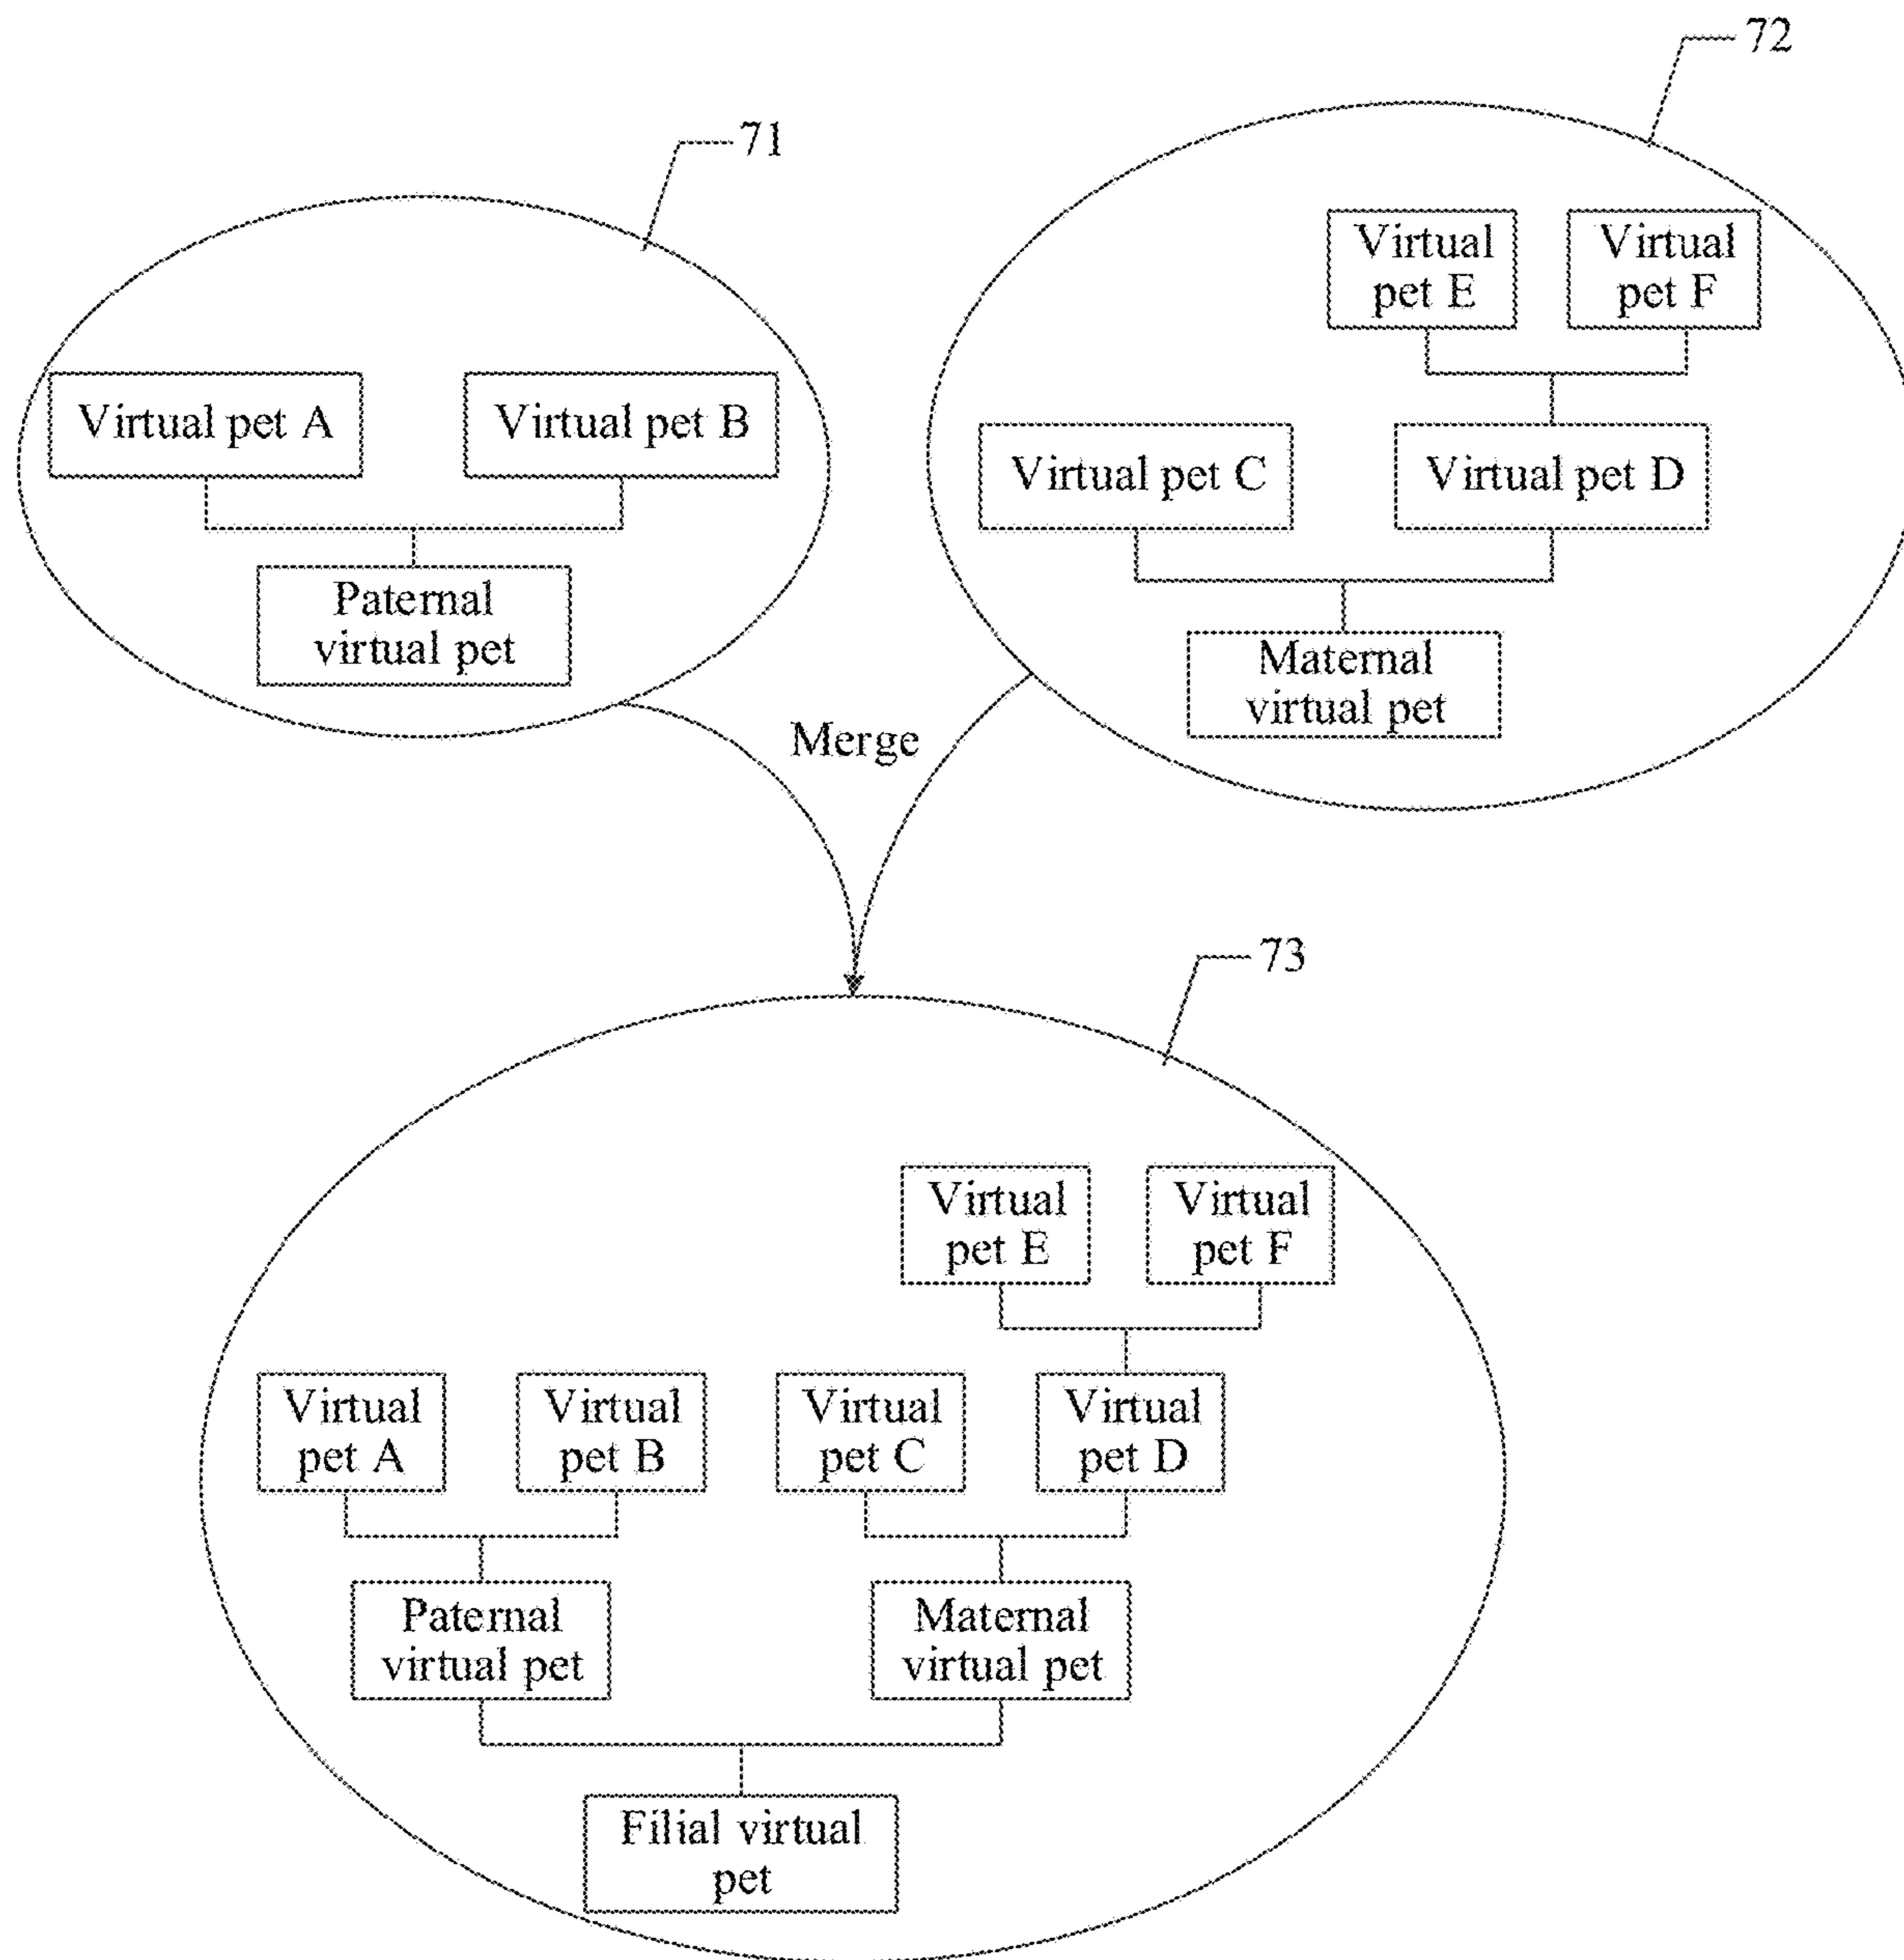 72
71
Virtual
pet E
Virtual
pet F
Virtual pet A
Virtual pet B
Virtual pet C
Virtual pet D
Paternal
virtual pet
Maternal
virtual pet
Merge
73
Virtual
pet E
Virtual
pet F
Virtual
pet A
Virtual
pet B
Virtual
pet C
Virtual
pet D
Paternal
virtual pet
Maternal
virtual pet
Filial virtual
pet